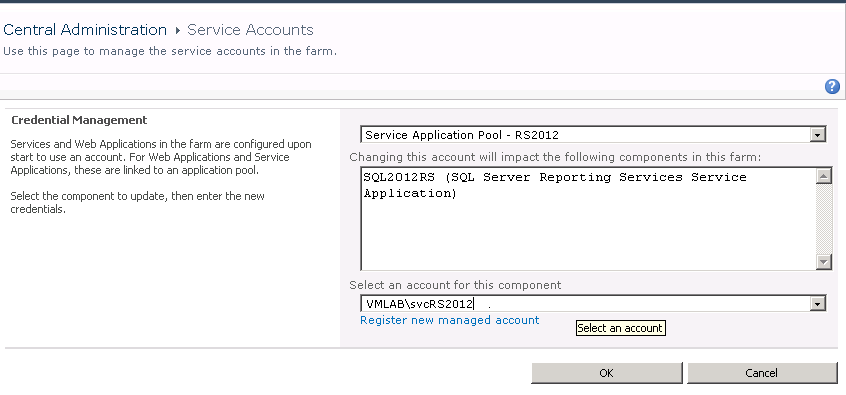 Central Administration ▸ Service Accounts
Use this page to manage the service accounts in the farm.
Credential Management
Services and Web Applications in the farm are configured upon
start to use an account. For Web Applications and Service
Applications, these are linked to an application pool.
Select the component to update, then enter the new
credentials.
Service Application Pool - RS2012
Changing this account will impact the following components in this farm:
SQL2012RS (SQL Server Reporting Services Service
Application)
Select an account for this component
VMLAB\svcRS2012
Register new managed account
Select an account
OK
Cancel